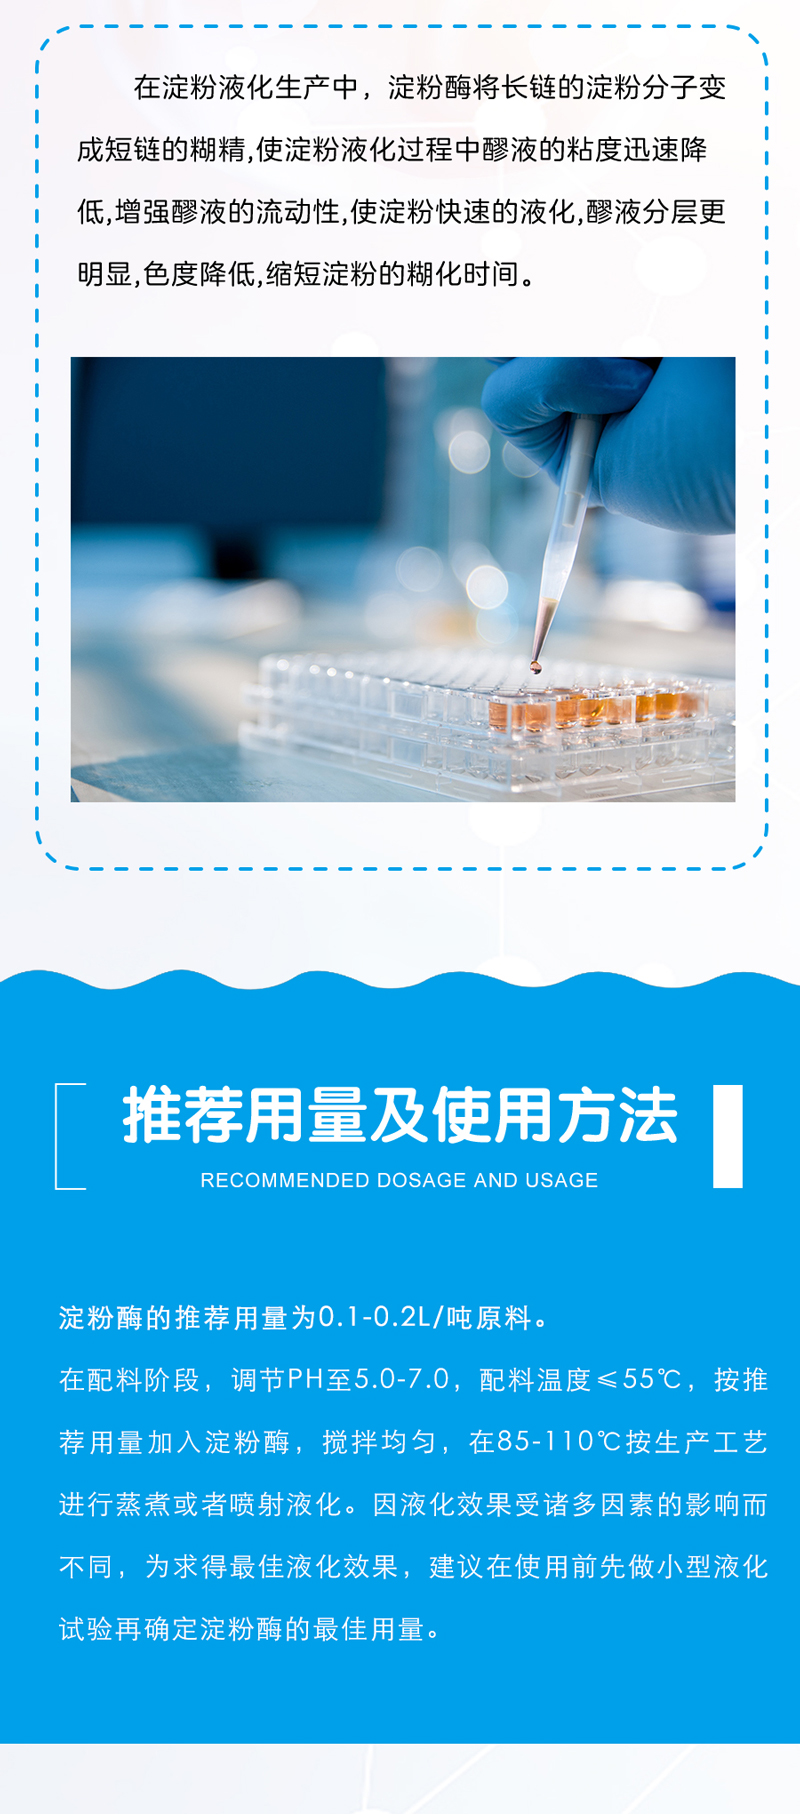 在淀粉液化生产中，淀粉酶将长链的淀粉分子变
成短链的糊精,使淀粉液化过程中醪液的粘度迅速降
低,增强醪液的流动性,使淀粉快速的液化,醪液分层更
明显,色度降低,缩短淀粉的糊化时间。
推荐用量及使用方法
RECOMMENDED DOSAGE AND USAGE
淀粉酶的推荐用量为0.1-0.2L/吨原料。
在配料阶段，调节PH至5.0-7.0，配料温度≤55℃，按推
荐用量加入淀粉酶，搅拌均匀，在85-110℃按生产工艺
进行蒸煮或者喷射液化。因液化效果受诸多因素的影响而
不同，为求得最佳液化效果，建议在使用前先做小型液化
试验再确定淀粉酶的最佳用量。